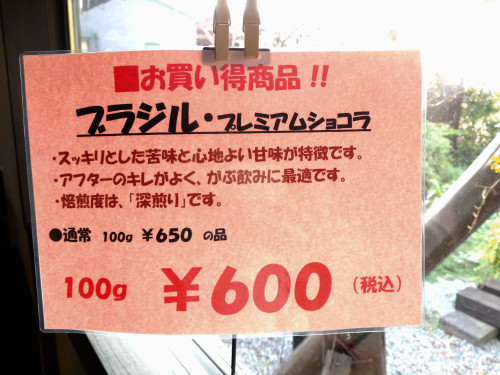 ■お買い得商品!!
ブラジル・プレミアムショコラ
・スッキリとした苦味と心地よい甘味が特徴です。
・アフターのキレがよく、がぶ飲みに最適です。
・焙煎度は、「深煎り」です。
●通常 100g ¥650 の品
100g ¥600 (税込)